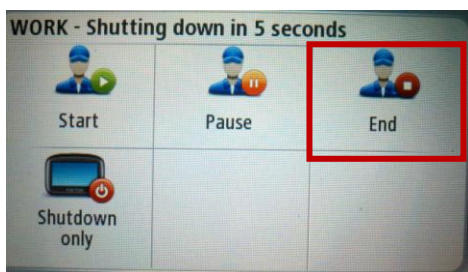 WORK - Shutting down in 5 seconds
Start Pause End
Shutdown
only